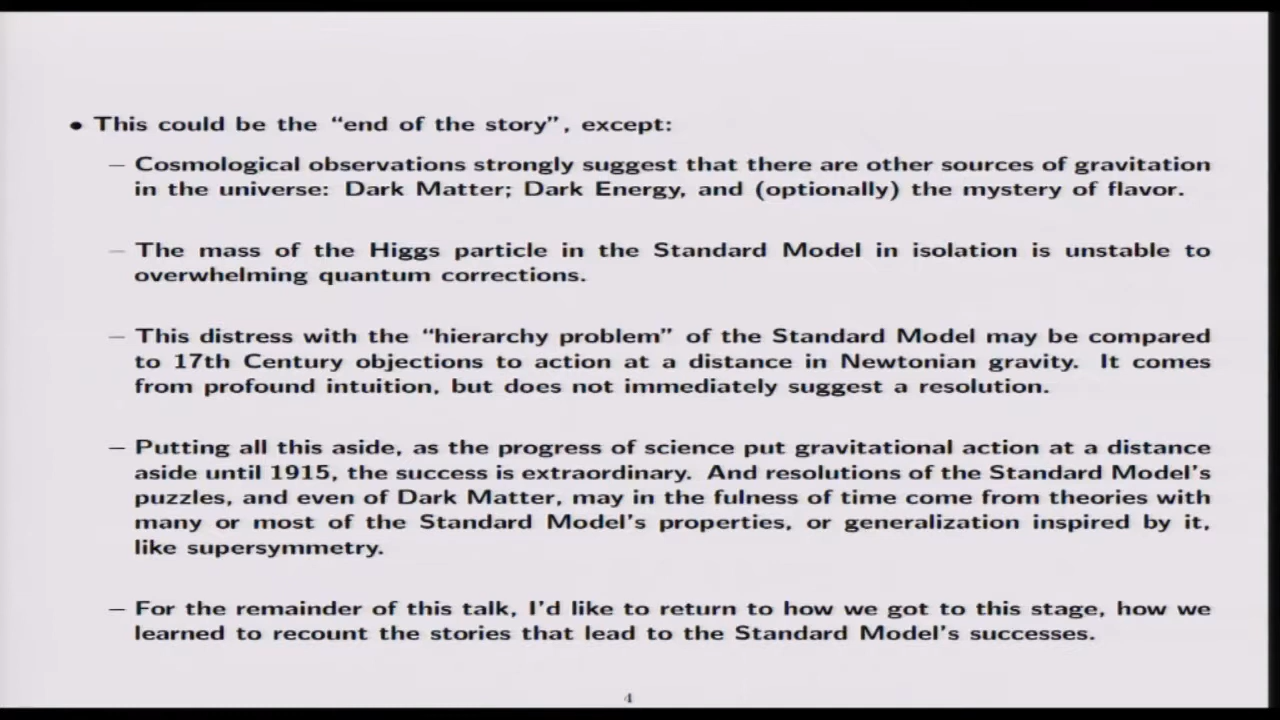 • This could be the “end of the story”, except:
– Cosmological observations strongly suggest that there are other sources of gravitation
in the universe: Dark Matter; Dark Energy, and (optionally) the mystery of flavor.
– The mass of the Higgs particle in the Standard Model in isolation is unstable to
overwhelming quantum corrections.
– This distress with the “hierarchy problem” of the Standard Model may be compared
to 17th Century objections to action at a distance in Newtonian gravity. It comes
from profound intuition, but does not immediately suggest a resolution.
– Putting all this aside, as the progress of science put gravitational action at a distance
aside until 1915, the success is extraordinary. And resolutions of the Standard Model’s
puzzles, and even of Dark Matter, may in the fulness of time come from theories with
many or most of the Standard Model’s properties, or generalization inspired by it,
like supersymmetry.
– For the remainder of this talk, I’d like to return to how we got to this stage, how we
learned to recount the stories that lead to the Standard Model’s successes.
4